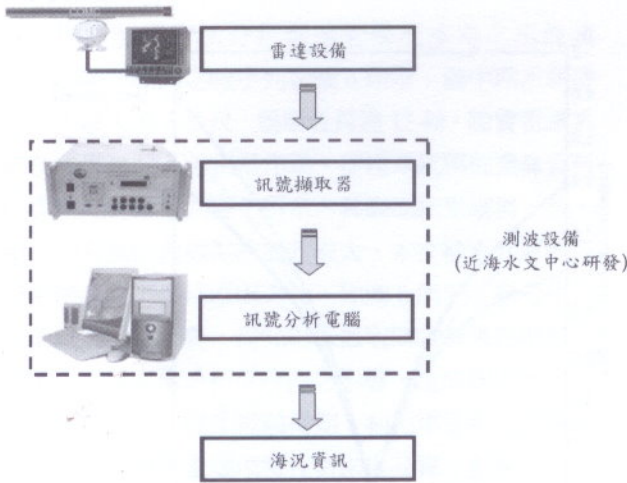 雷達設備
訊號擷取器
測波設備
(近海水文中心研發)
訊號分析電腦
海況資訊